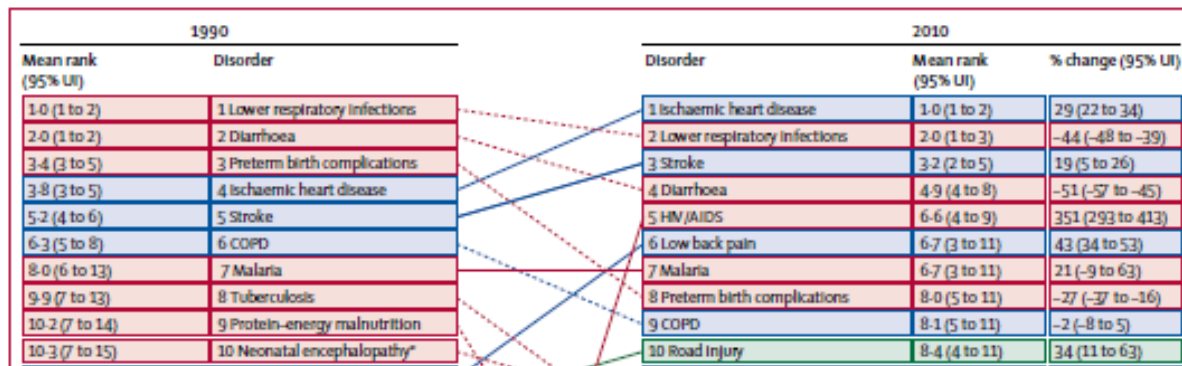 1990 2010
Mean rank Disorder Disorder Mean rank % change (95% UI)
(95% UI) (95% UI)
1·0 (1 to 2) 1 Lower respiratory infections 1 Ischaemic heart disease 1·0 (1 to 2) 29 (22 to 34)
2·0 (1 to 2) 2 Diarrhoea 2 Lower respiratory infections 2·0 (1 to 3) –44 (–48 to –39)
3·4 (3 to 5) 3 Preterm birth complications 3 Stroke 3·2 (2 to 5) 19 (5 to 26)
3·8 (3 to 5) 4 Ischaemic heart disease 4 Diarrhoea 4·9 (4 to 8) –51 (–57 to –45)
5·2 (4 to 6) 5 Stroke 5 HIV/AIDS 6·6 (4 to 9) 351 (293 to 413)
6·3 (5 to 8) 6 COPD 6 Low back pain 6·7 (3 to 11) 43 (34 to 53)
8·0 (6 to 13) 7 Malaria 7 Malaria 6·7 (3 to 11) 21 (–9 to 63)
9·9 (7 to 13) 8 Tuberculosis 8 Preterm birth complications 8·0 (5 to 11) –27 (–37 to –16)
10·2 (7 to 14) 9 Protein–energy malnutrition 9 COPD 8·1 (5 to 11) –2 (–8 to 5)
10·3 (7 to 15) 10 Neonatal encephalopathy* 10 Road injury 8·4 (4 to 11) 34 (11 to 63)